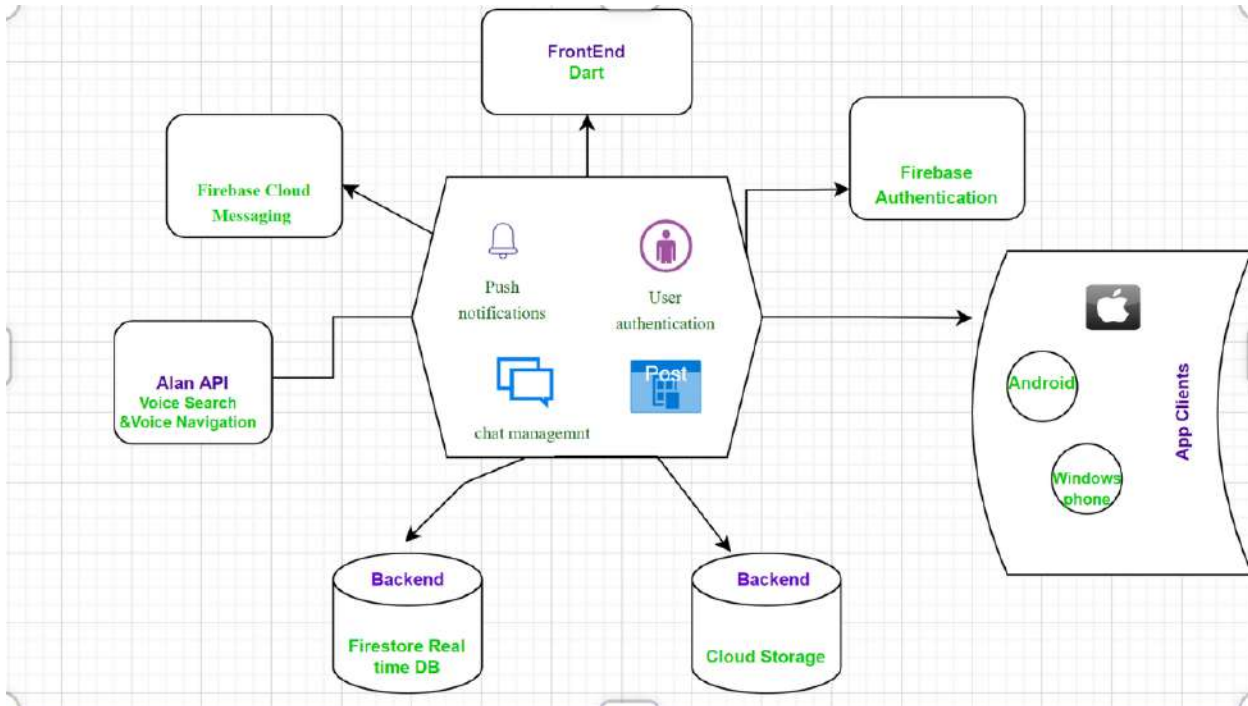 FrontEnd
Dart
Firebase Cloud
Messaging
Firebase
Authentication
Push
notifications
User
authentication
chat managemnt
Post
Alan API
Voice Search
&Voice Navigation
Android
Windows
phone
App Clients
Backend
Firestore Real
time DB
Backend
Cloud Storage